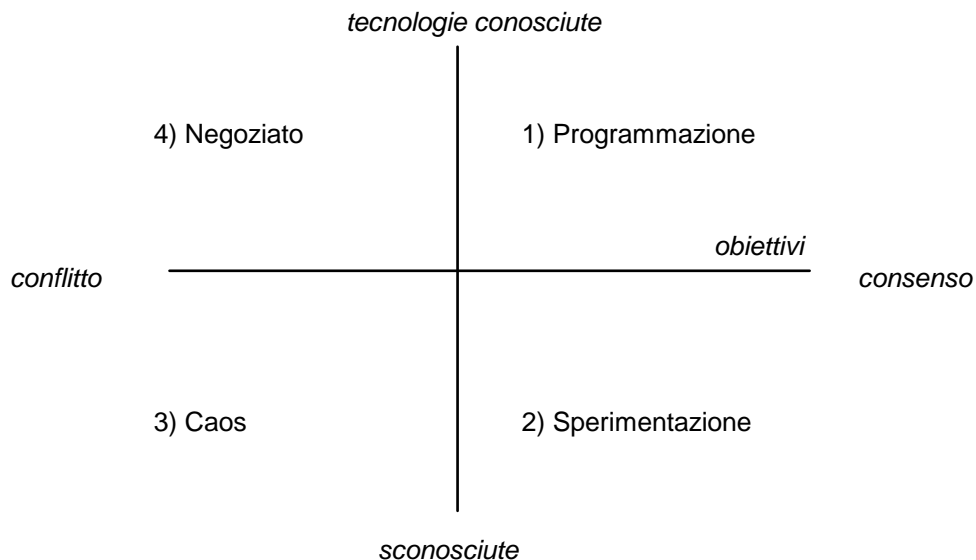 tecnologie conosciute
4) Negoziato
1) Programmazione
obiettivi
conflitto
consenso
3) Caos
2) Sperimentazione
sconosciute